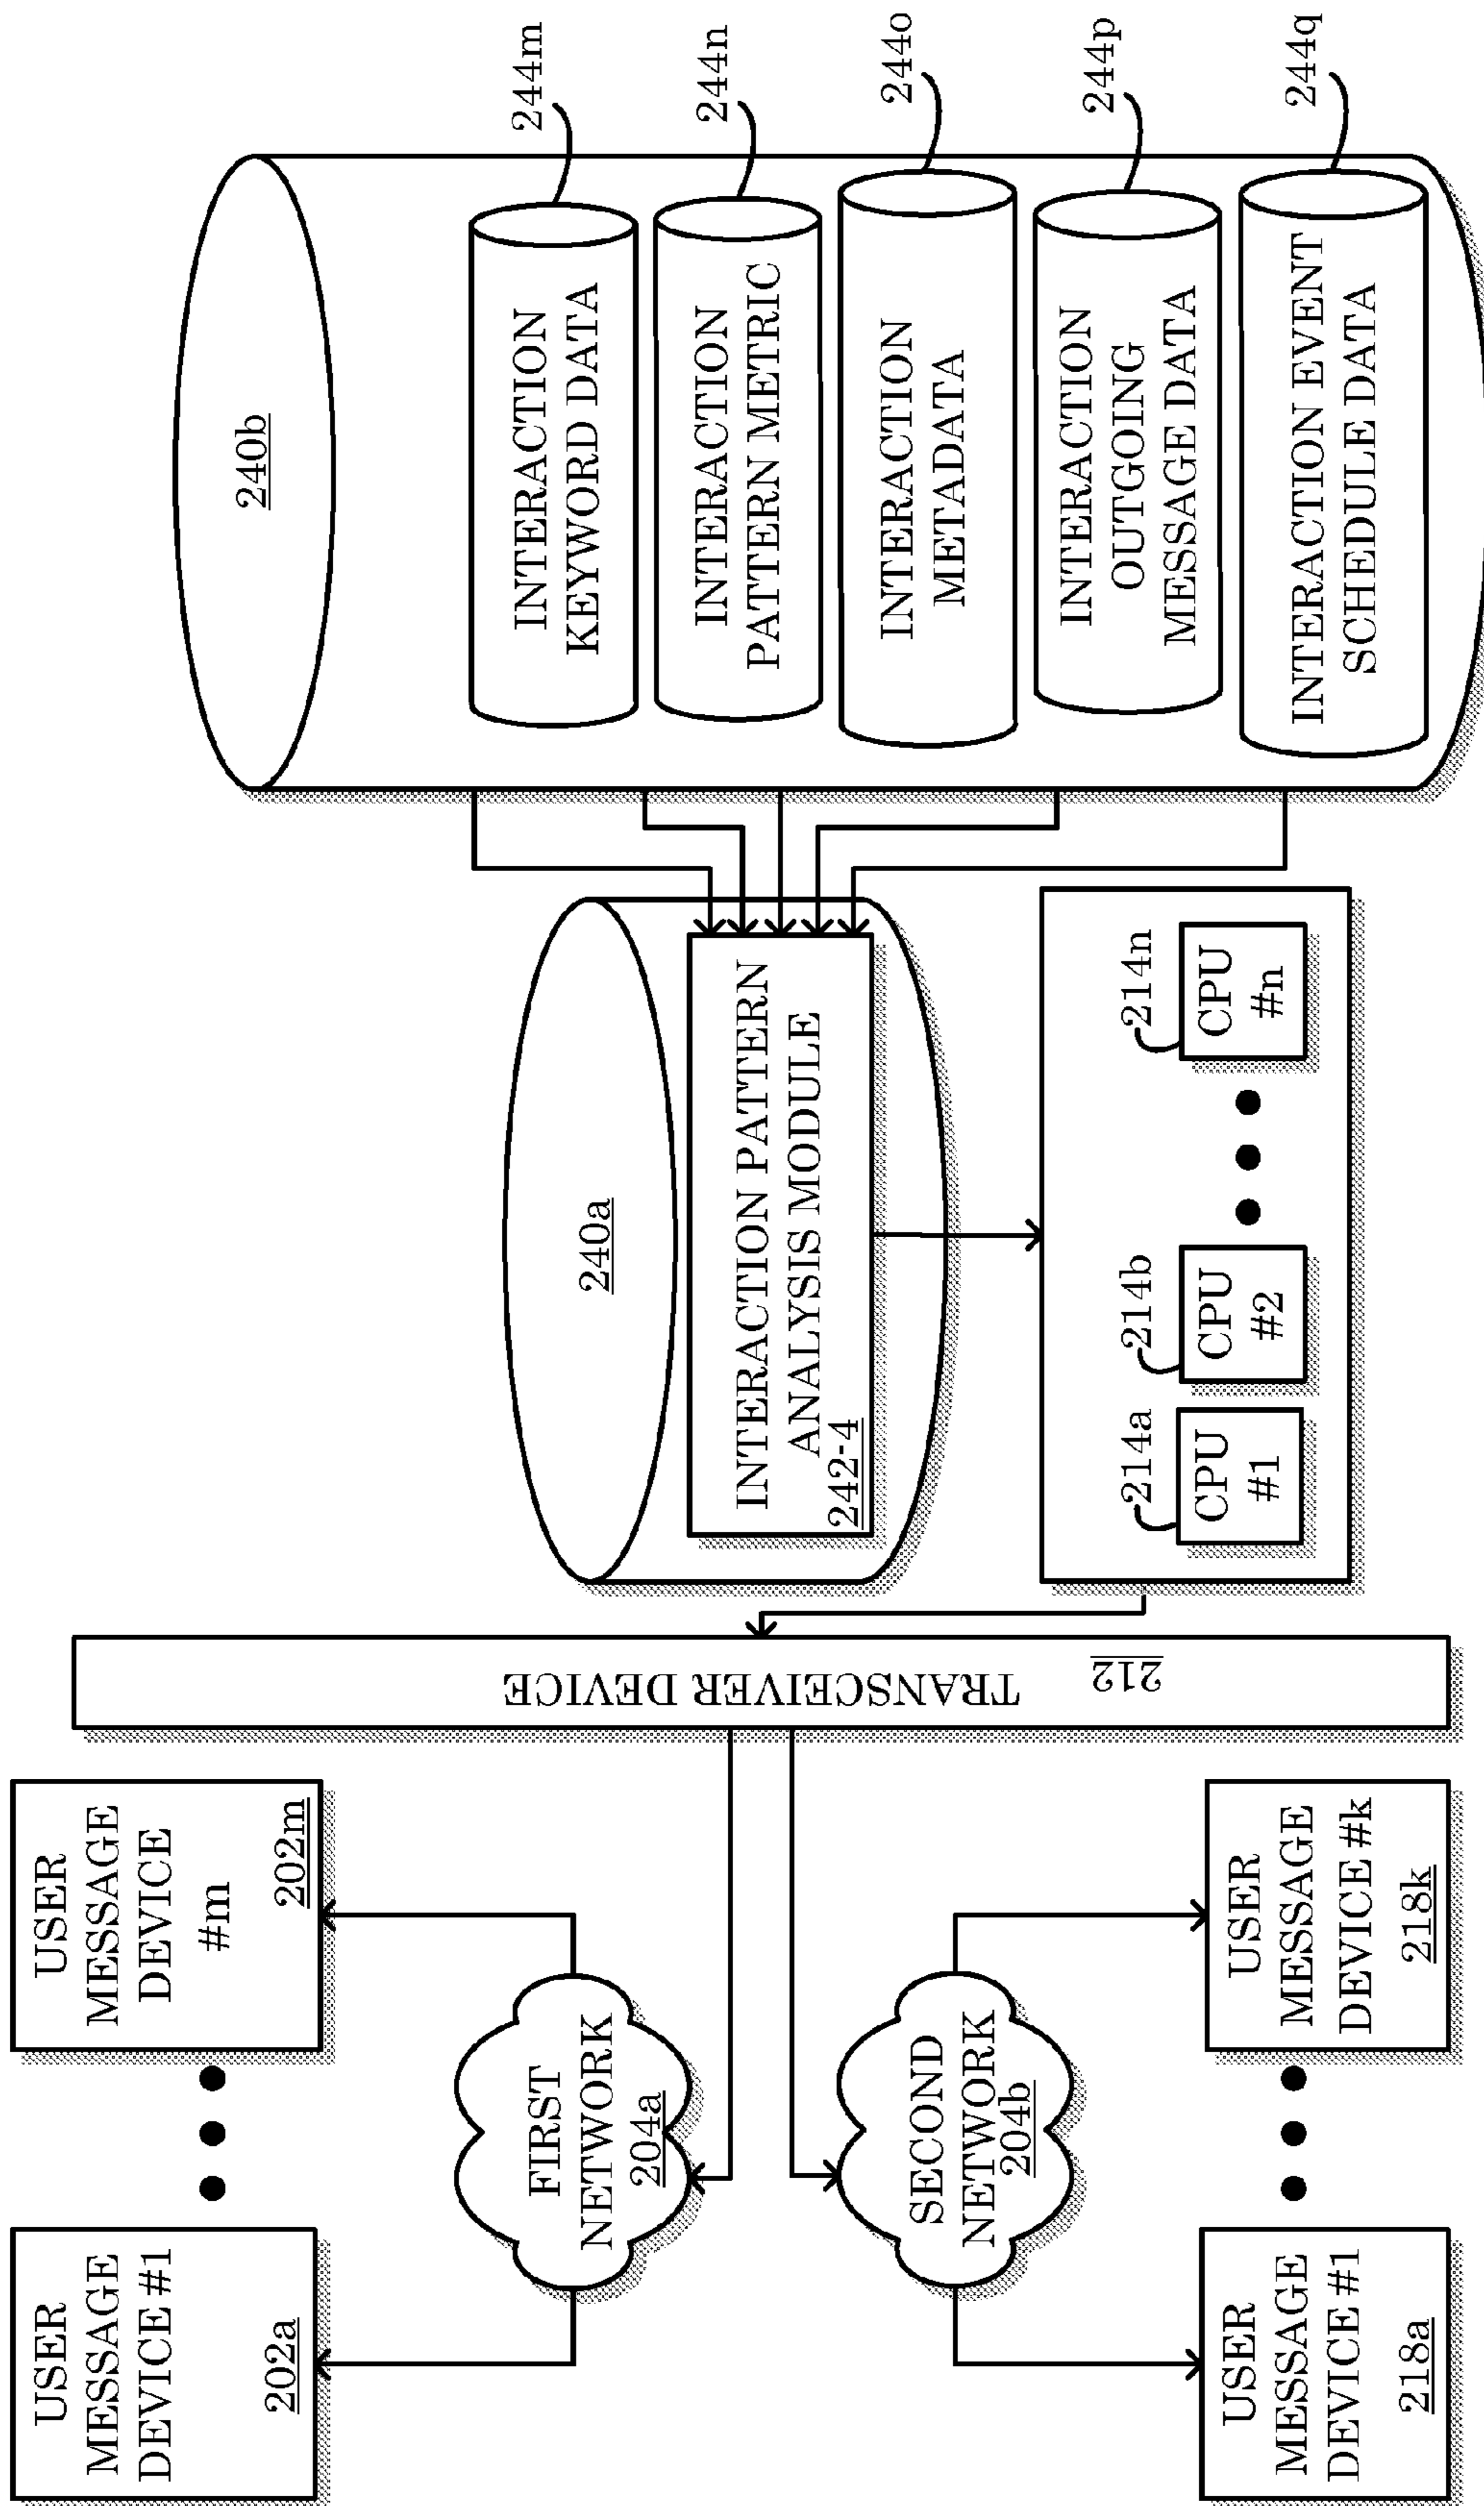 USER
MESSAGE
DEVICE #1
202a
USER
MESSAGE
DEVICE
#m
202m
FIRST
NETWORK
204a
SECOND
NETWORK
204b
USER
MESSAGE
DEVICE #1
218a
USER
MESSAGE
DEVICE #k
218k
TRANSCEIVER DEVICE
212
240a
INTERACTION PATTERN
ANALYSIS MODULE
242-4
214a
CPU
#1
214b
CPU
#2
214n
CPU
#n
240b
INTERACTION
KEYWORD DATA
244m
INTERACTION
PATTERN METRIC
244n
INTERACTION
METADATA
244o
INTERACTION
OUTGOING
MESSAGE DATA
244p
INTERACTION EVENT
SCHEDULE DATA
244q